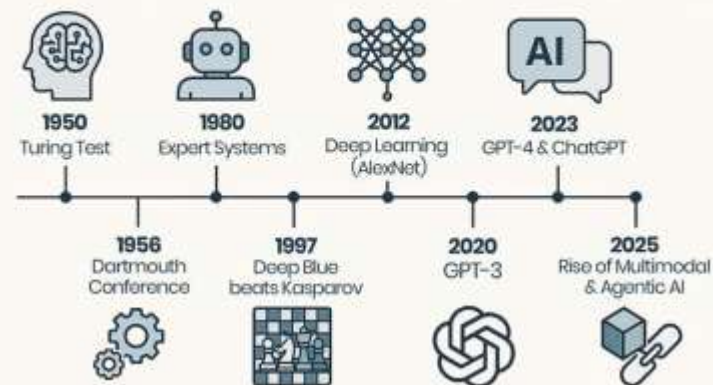 AI
1950
Turing Test
1980
Expert Systems
2012
Deep Learning
(AlexNet)
2023
GPT-4 & ChatGPT
1956
Dartmouth
Conference
1997
Deep Blue
beats Kasparov
2020
GPT-3
2025
Rise of Multimodal
& Agentic AI